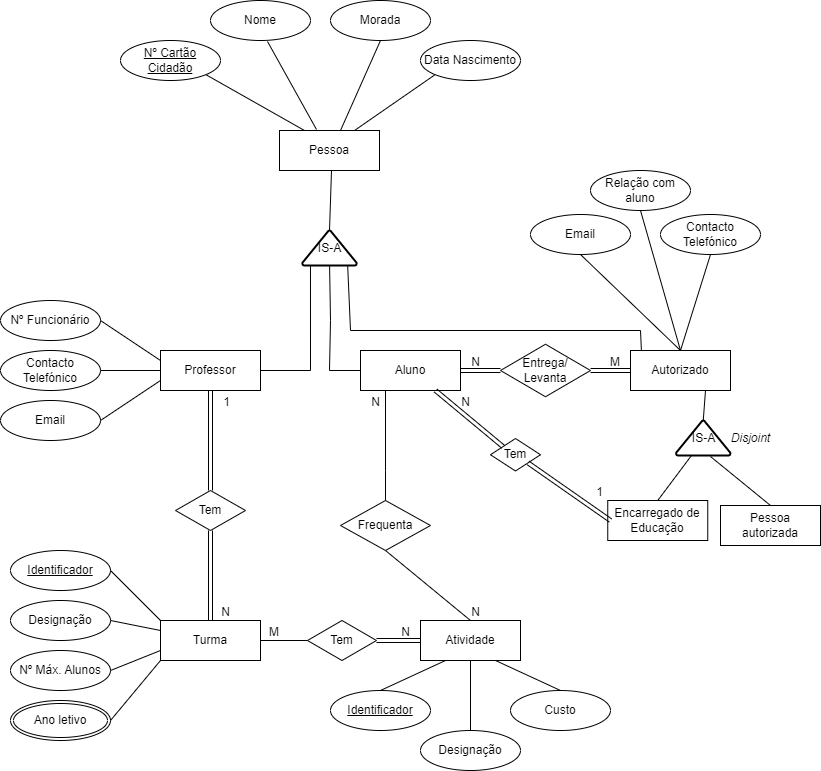 Nome
Morada
Nº Cartão
Cidadão
Data Nascimento
Pessoa
IS-A
Relação com
aluno
Email
Contacto
Telefónico
Nº Funcionário
Contacto
Telefónico
Email
Professor
Aluno
N
Entrega/
Levanta
M
Autorizado
1
N
N
IS-A
Disjoint
Tem
1
Encarregado de
Educação
Pessoa
autorizada
Tem
Frequenta
Identificador
Designação
Nº Máx. Alunos
Ano letivo
N
Turma
M
Tem
N
N
Atividade
Identificador
Custo
Designação